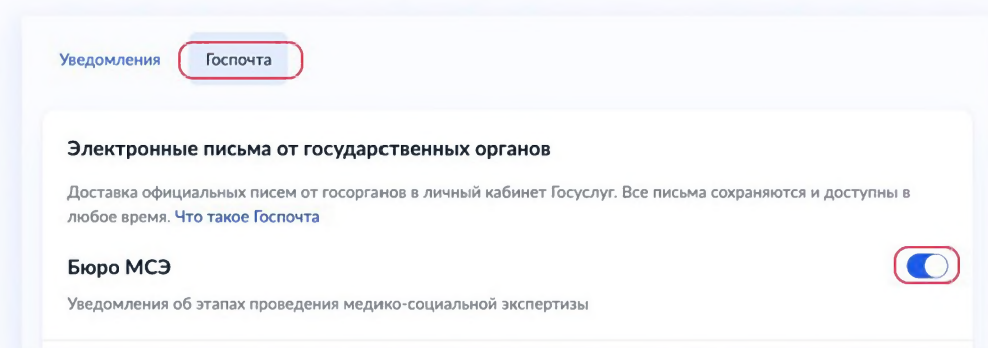 Уведомления Госпочта
Электронные письма от государственных органов
Доставка официальных писем от госорганов в личный кабинет Госуслуг. Все письма сохраняются и доступны в
любое время. Что такое Госпочта
Бюро МСЭ
Уведомления об этапах проведения медико-социальной экспертизы